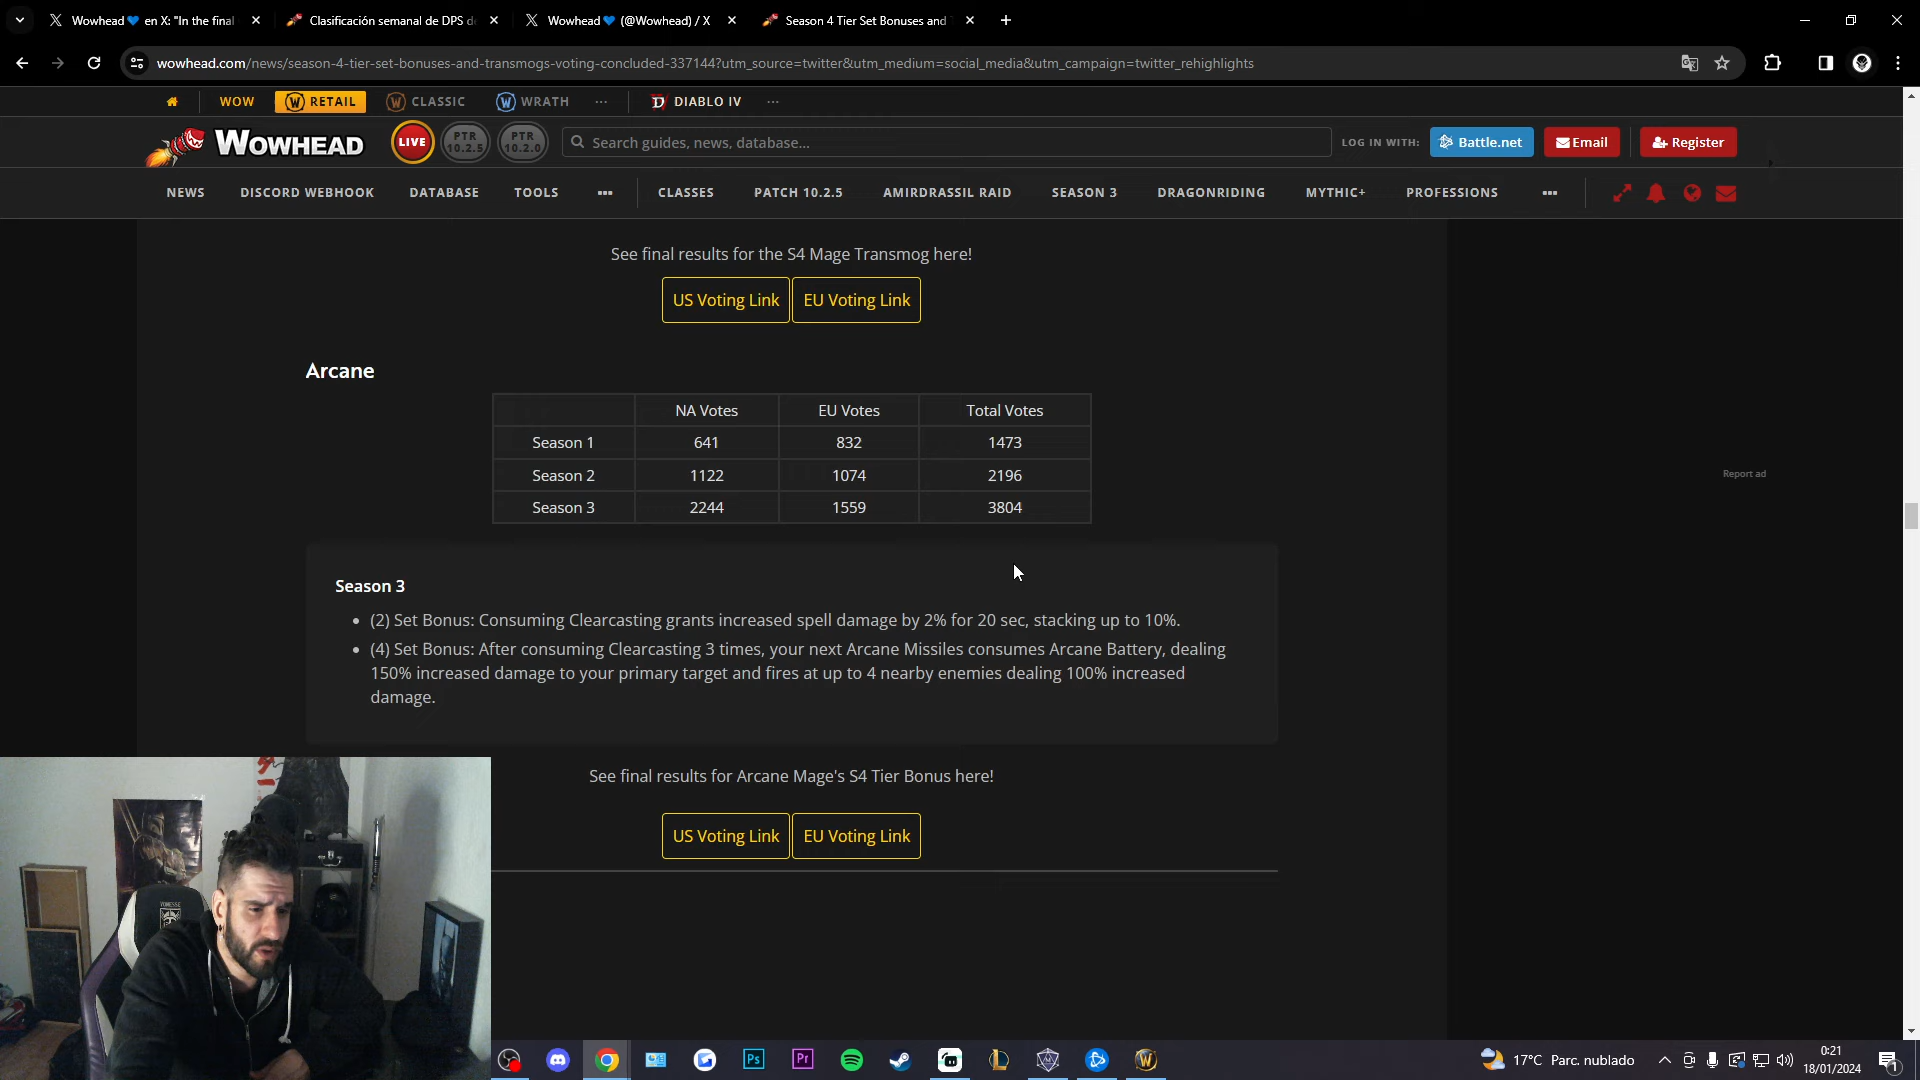 Wowhead💙 en X: "In the final
Clasificación semanal de DPS de
Wowhead💙 (@Wowhead) / X
Season 4 Tier Set Bonuses and
wowhead.com/news/season-4-tier-set-bonuses-and-transmogs-voting-concluded-337144?utm_source=twitter&utm_medium=social_media&utm_campaign=twitter_rehighlights
WOW RETAIL CLASSIC WRATH ... DIABLO IV ...
WOWHEAD LIVE PTR 10.2.5 PTR 10.2.0 Search guides, news, database... LOG IN WITH: Battle.net Email Register
NEWS DISCORD WEBHOOK DATABASE TOOLS ... CLASSES PATCH 10.2.5 AMIRDRASSIL RAID SEASON 3 DRAGONRIDING MYTHIC+ PROFESSIONS ...
See final results for the S4 Mage Transmog here!
US Voting Link EU Voting Link
Arcane
NA Votes EU Votes Total Votes
Season 1 641 832 1473
Season 2 1122 1074 2196
Season 3 2244 1559 3804
Report ad
Season 3
• (2) Set Bonus: Consuming Clearcasting grants increased spell damage by 2% for 20 sec, stacking up to 10%.
• (4) Set Bonus: After consuming Clearcasting 3 times, your next Arcane Missiles consumes Arcane Battery, dealing
150% increased damage to your primary target and fires at up to 4 nearby enemies dealing 100% increased
damage.
See final results for Arcane Mage's S4 Tier Bonus here!
US Voting Link EU Voting Link
Ps Pr
17°C Parc. nublado
0:21
18/01/2024
1